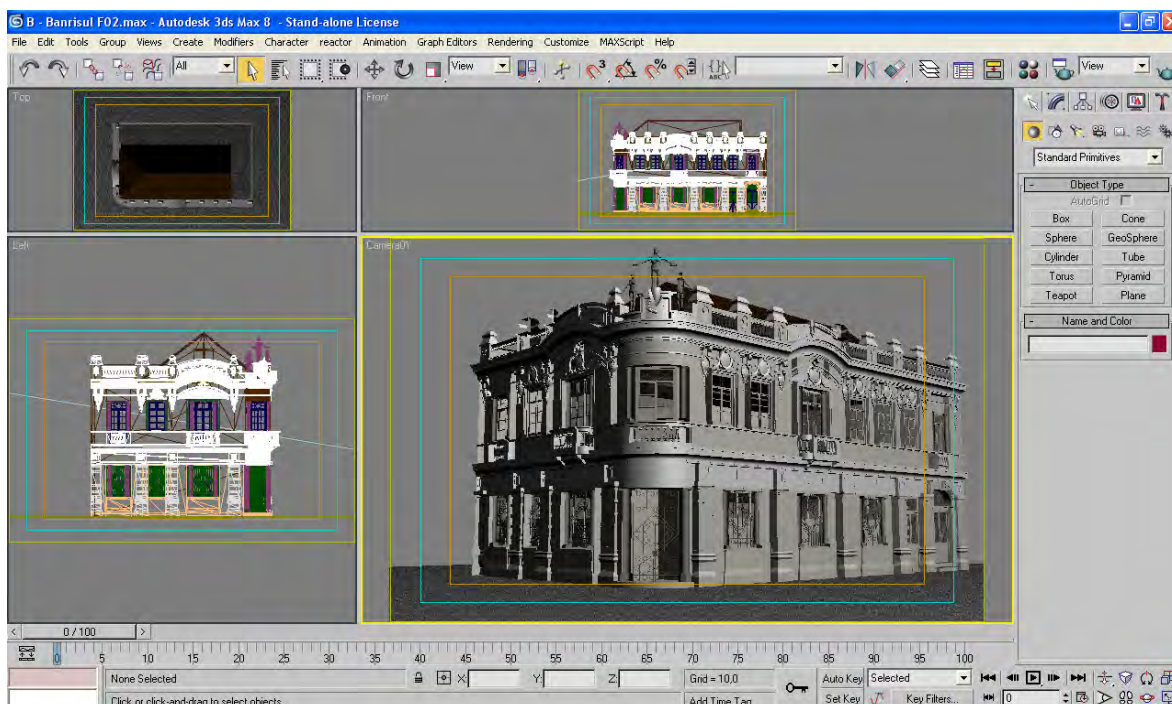 B - Banrisul F02.max - Autodesk 3ds Max 8 - Stand-alone License
File Edit Tools Group Views Create Modifiers Character reactor Animation Graph Editors Rendering Customize MAXScript Help
All View View
Top
Front
Left
Camera01
Standard Primitives
- Object Type
AutoGrid
Box Cone
Sphere GeoSphere
Cylinder Tube
Torus Pyramid
Teapot Plane
- Name and Color
< 0 / 100 >
0 5 10 15 20 25 30 35 40 45 50 55 60 65 70 75 80 85 90 95 100
None Selected X: Y: Z: Grid = 10,0 Auto Key Selected
Click or click-and-drag to select objects Add Time Tag Set Key Key Filters... 0